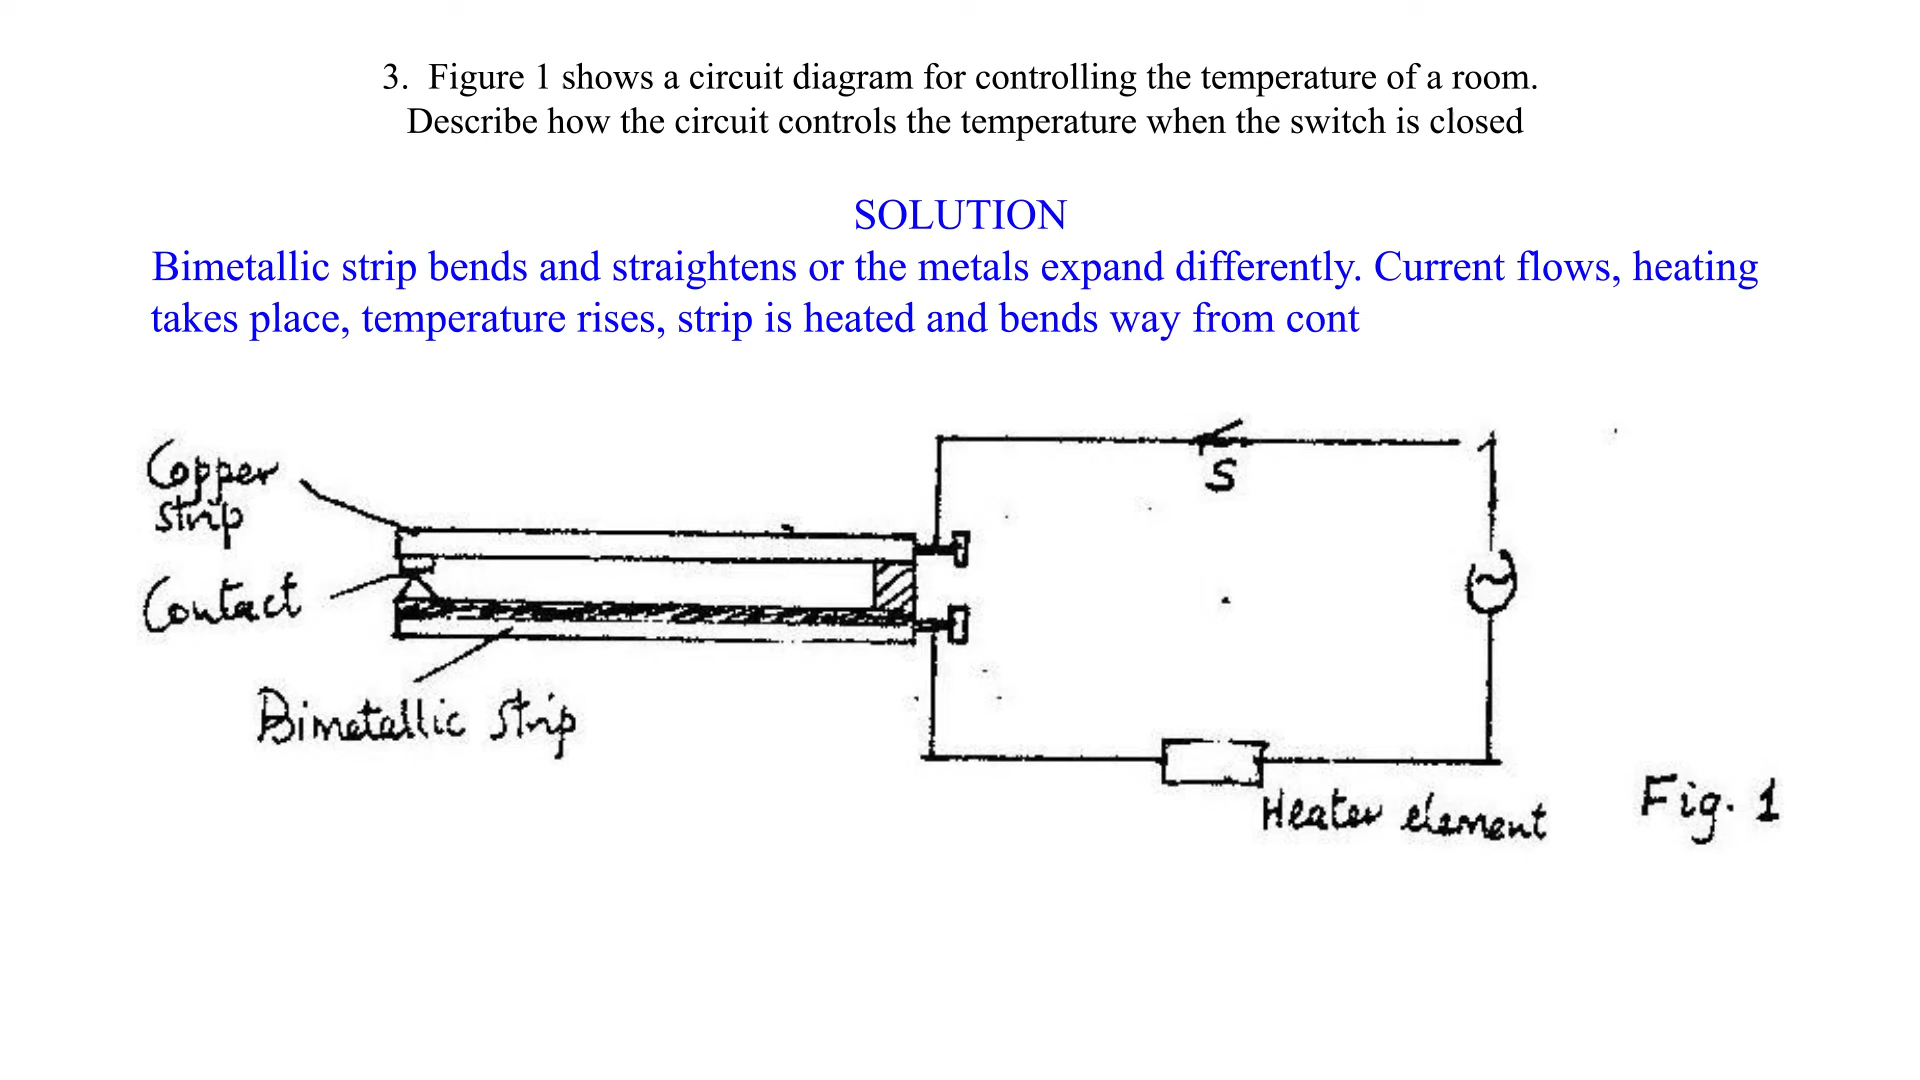 3. Figure 1 shows a circuit diagram for controlling the temperature of a room.
Describe how the circuit controls the temperature when the switch is closed
SOLUTION
Bimetallic strip bends and straightens or the metals expand differently. Current flows, heating
takes place, temperature rises, strip is heated and bends way from cont
Copper
strip
S
Contact
Bimetallic strip
Heater element
Fig. 1